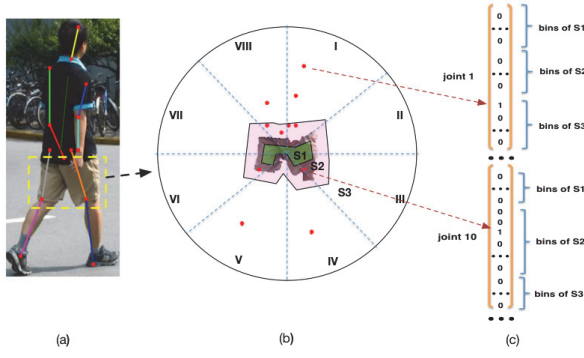 VIII
I
VII
II
S1
S2
VI
S3
III
V
IV
joint 1
0
0
bins of S1
0
0
bins of S2
1
0
0
bins of S3
joint 10
0
0
bins of S1
0
0
1
0
0
bins of S2
0
0
bins of S3
(a)
(b)
(c)